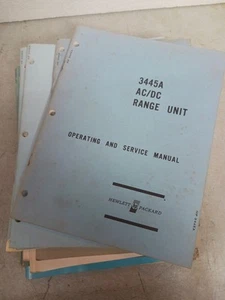 3445A
AC/DC
RANGE UNIT
OPERATING AND SERVICE MANUAL
HEWLETT
PACKARD